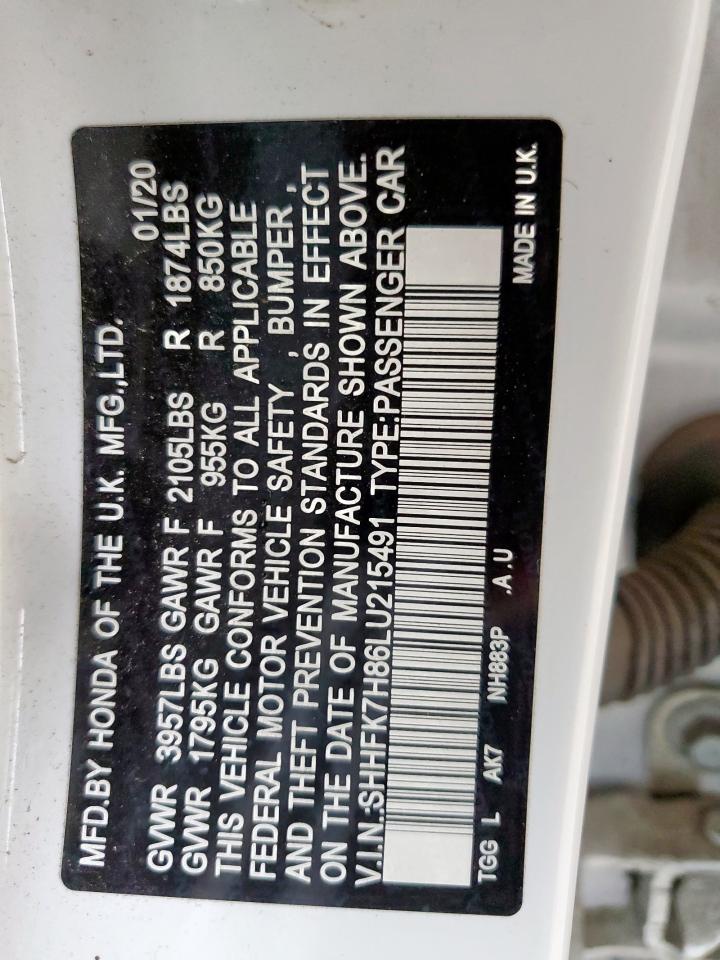 MFD.BY HONDA OF THE U.K. MFG.,LTD.
01/20
GVWR 3957LBS GAWR F 2105LBS R 1874LBS
GVWR 1795KG GAWR F 955KG R 850KG
THIS VEHICLE CONFORMS TO ALL APPLICABLE
FEDERAL MOTOR VEHICLE SAFETY , BUMPER ,
AND THEFT PREVENTION STANDARDS IN EFFECT
ON THE DATE OF MANUFACTURE SHOWN ABOVE.
V.I.N.:SHHFK7H86LU215491 TYPE:PASSENGER CAR
TGG L AK7 NH883P .A .U
MADE IN U.K.